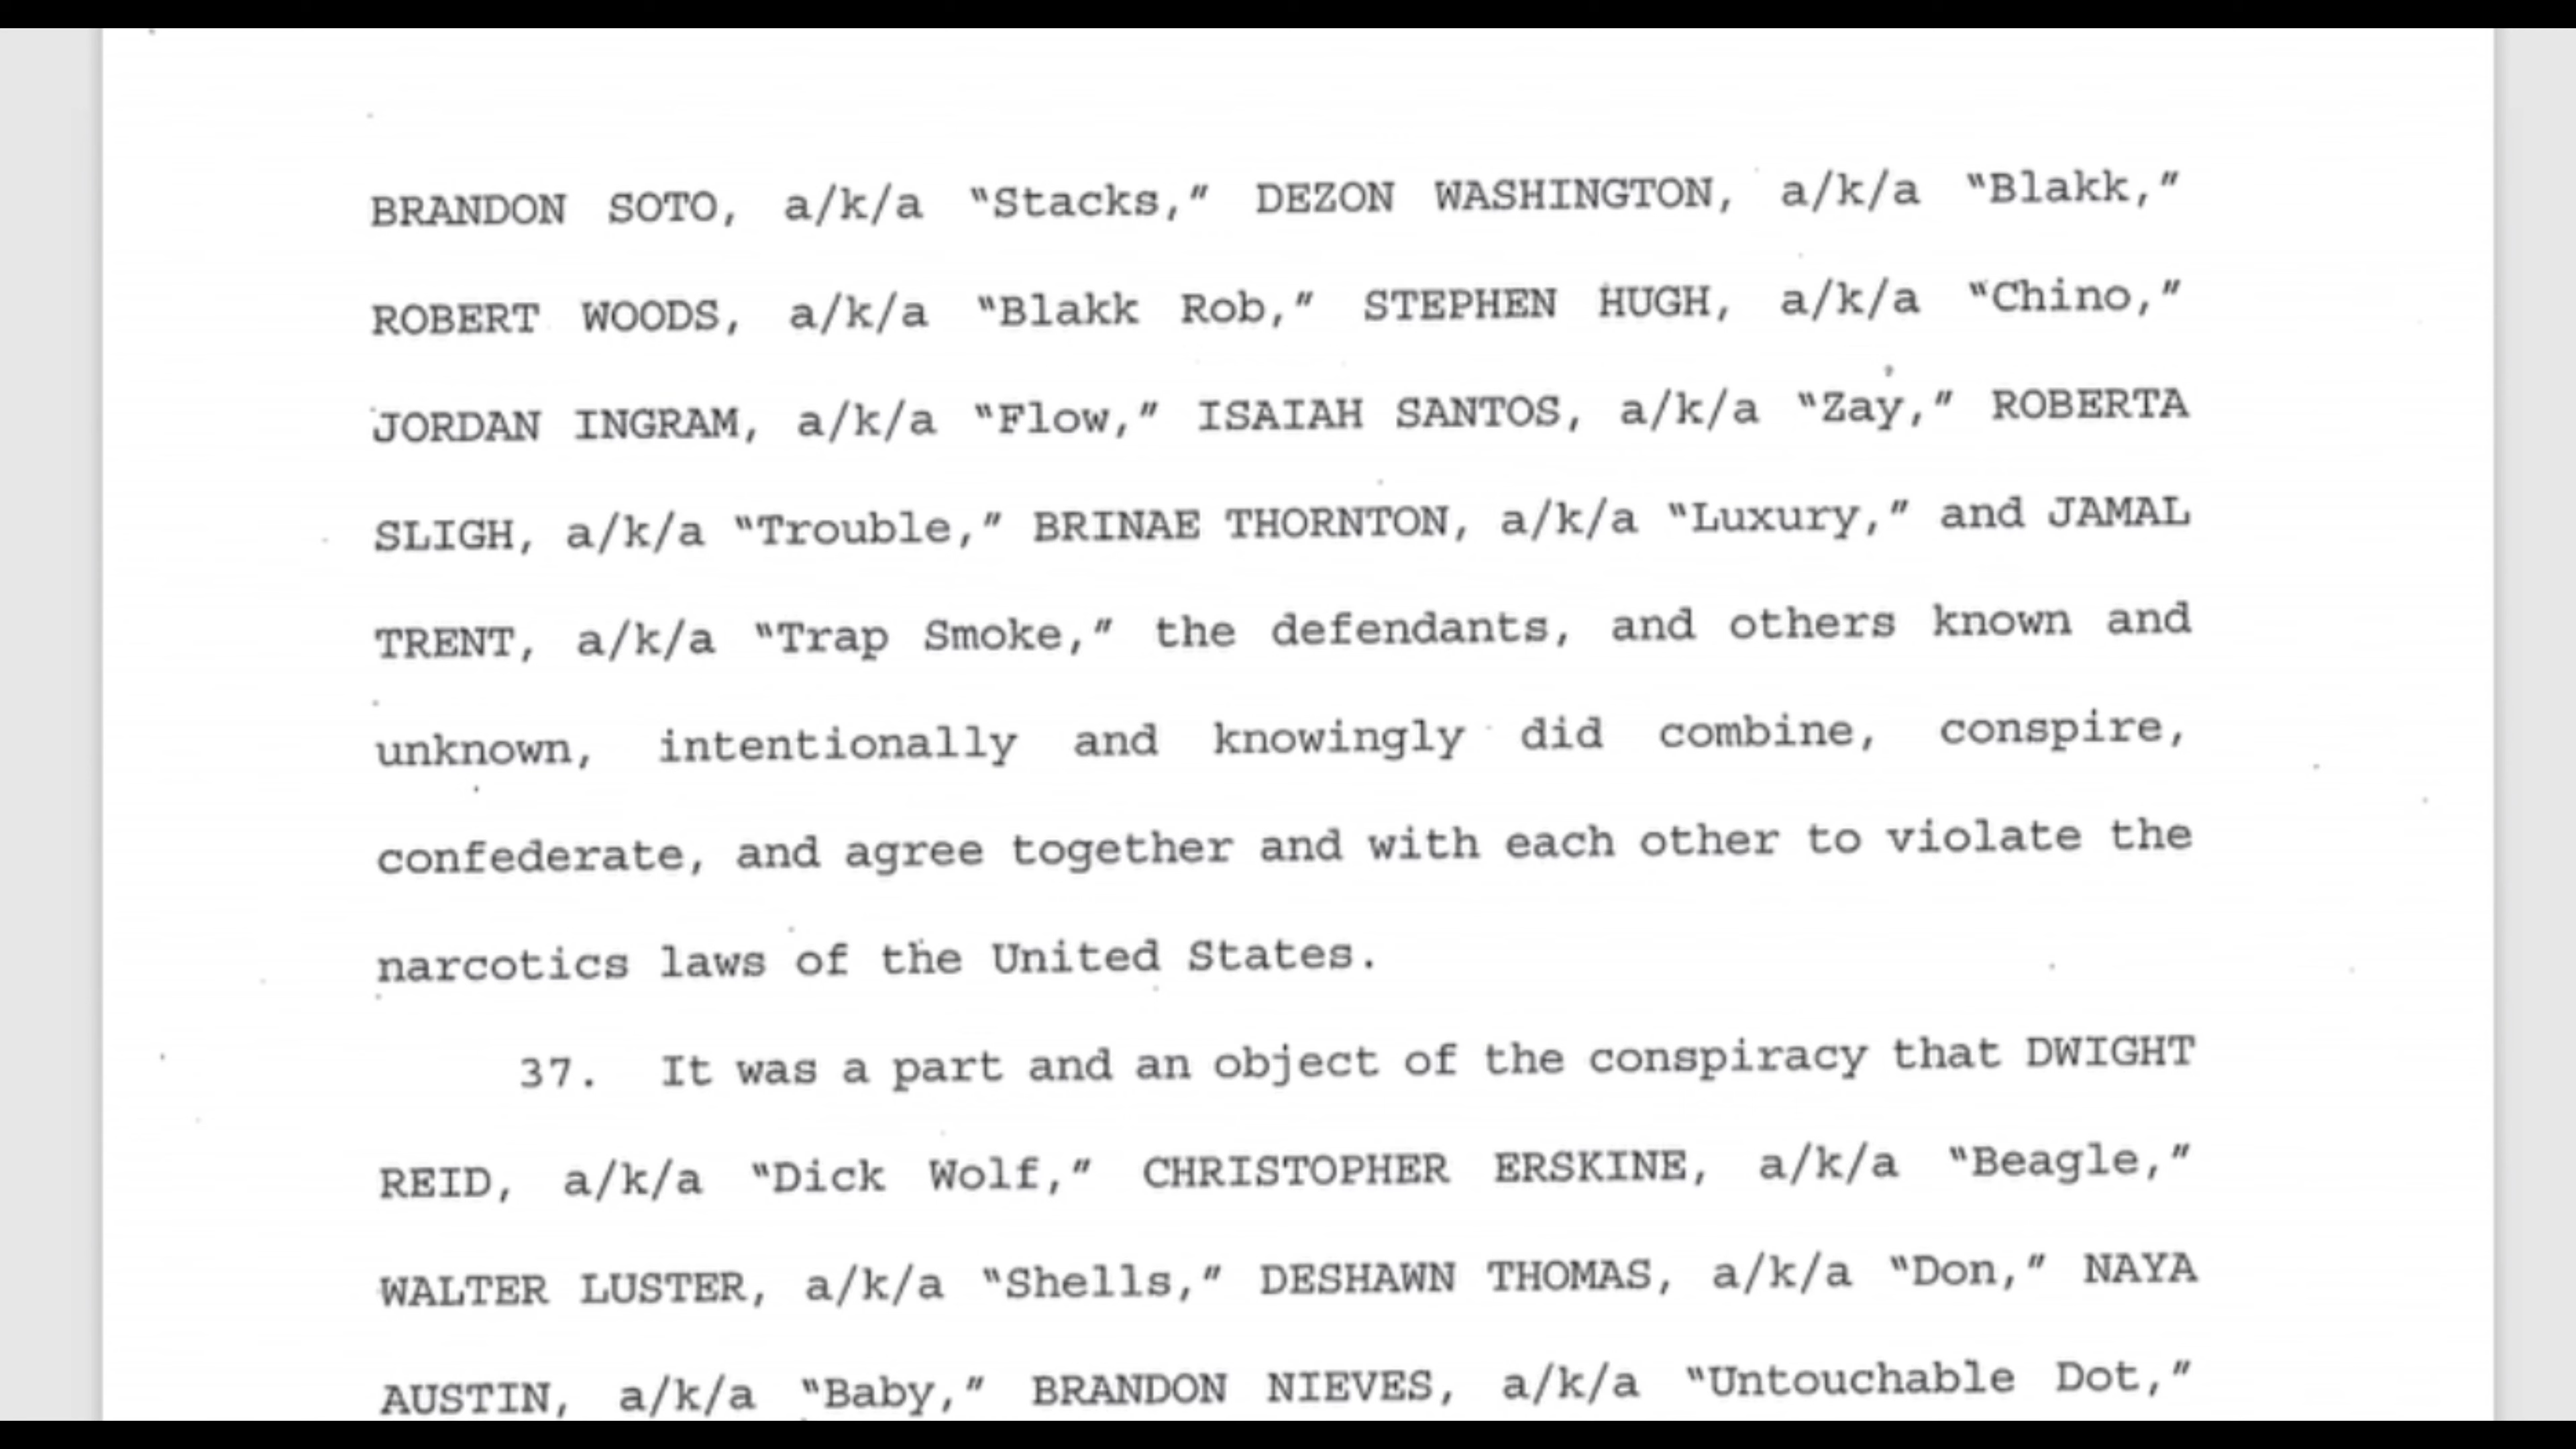 BRANDON SOTO, a/k/a “Stacks,” DEZON WASHINGTON, a/k/a “Blakk,”
ROBERT WOODS, a/k/a “Blakk Rob,” STEPHEN HUGH, a/k/a “Chino,”
JORDAN INGRAM, a/k/a “Flow,” ISAIAH SANTOS, a/k/a “Zay,” ROBERTA
SLIGH, a/k/a “Trouble,” BRINAE THORNTON, a/k/a “Luxury,” and JAMAL
TRENT, a/k/a “Trap Smoke,” the defendants, and others known and
unknown, intentionally and knowingly did combine, conspire,
confederate, and agree together and with each other to violate the
narcotics laws of the United States.
37. It was a part and an object of the conspiracy that DWIGHT
REID, a/k/a “Dick Wolf,” CHRISTOPHER ERSKINE, a/k/a “Beagle,”
WALTER LUSTER, a/k/a “Shells,” DESHAWN THOMAS, a/k/a “Don,” NAYA
AUSTIN, a/k/a “Baby,” BRANDON NIEVES, a/k/a “Untouchable Dot,”